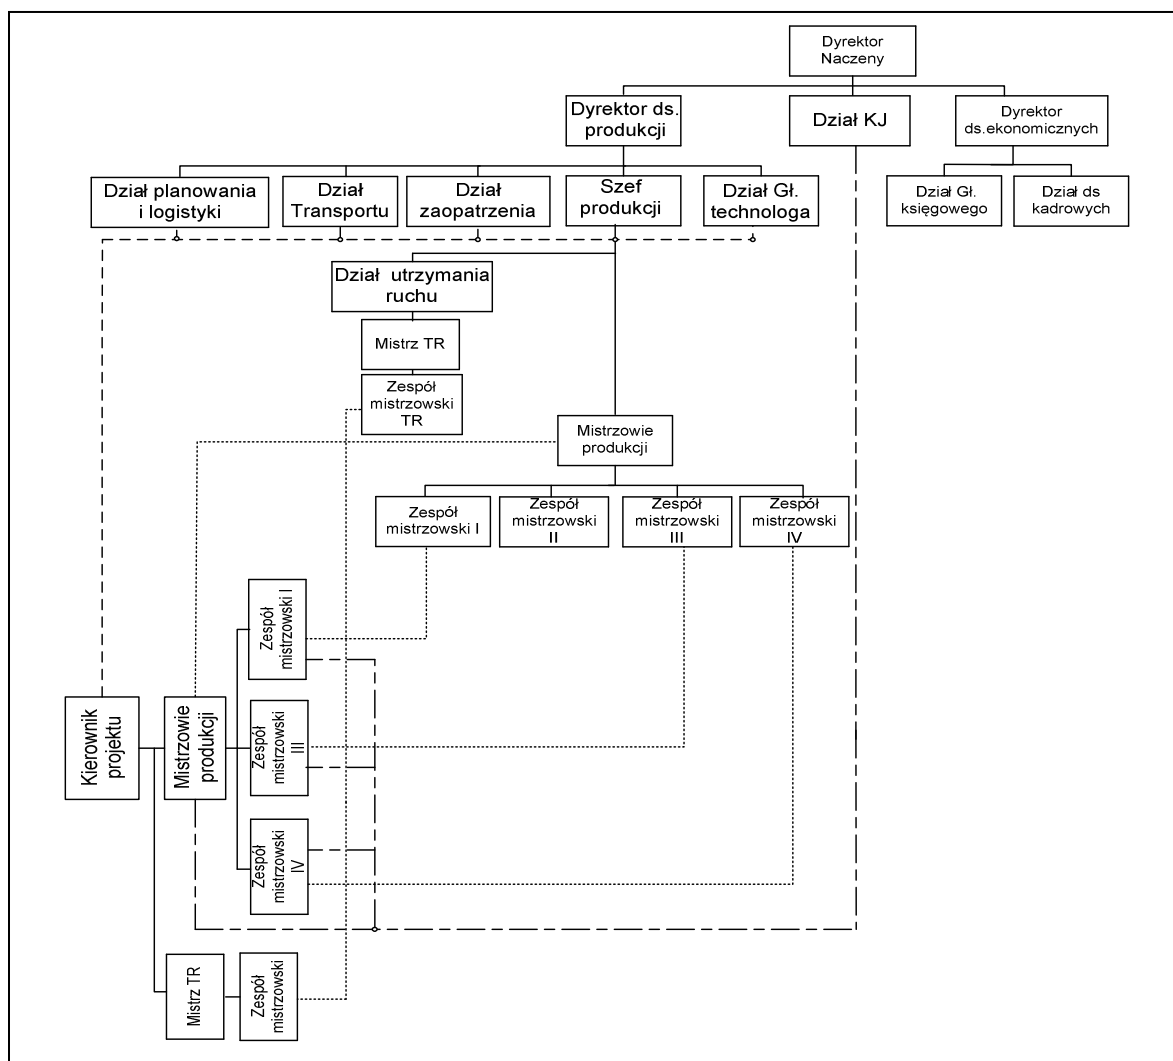 Dyrektor
Naczeny
Dyrektor ds.
produkcji
Dział KJ
Dyrektor
ds.ekonomicznych
Dział planowania
i logistyki
Dział
Transportu
Dział
zaopatrzenia
Szef
produkcji
Dział Gł.
technologa
Dział Gł.
księgowego
Dział ds
kadrowych
Dział utrzymania
ruchu
Mistrz TR
Zespół
mistrzowski
TR
Mistrzowie
produkcji
Zespół
mistrzowski I
Zespół
mistrzowski
II
Zespół
mistrzowski
III
Zespół
mistrzowski
IV
Zespół
mistrzowski I
Kierownik
projektu
Mistrzowie
produkcji
Zespół
mistrzowski
III
Zespół
mistrzowski
IV
Mistrz TR
Zespół
mistrzowski